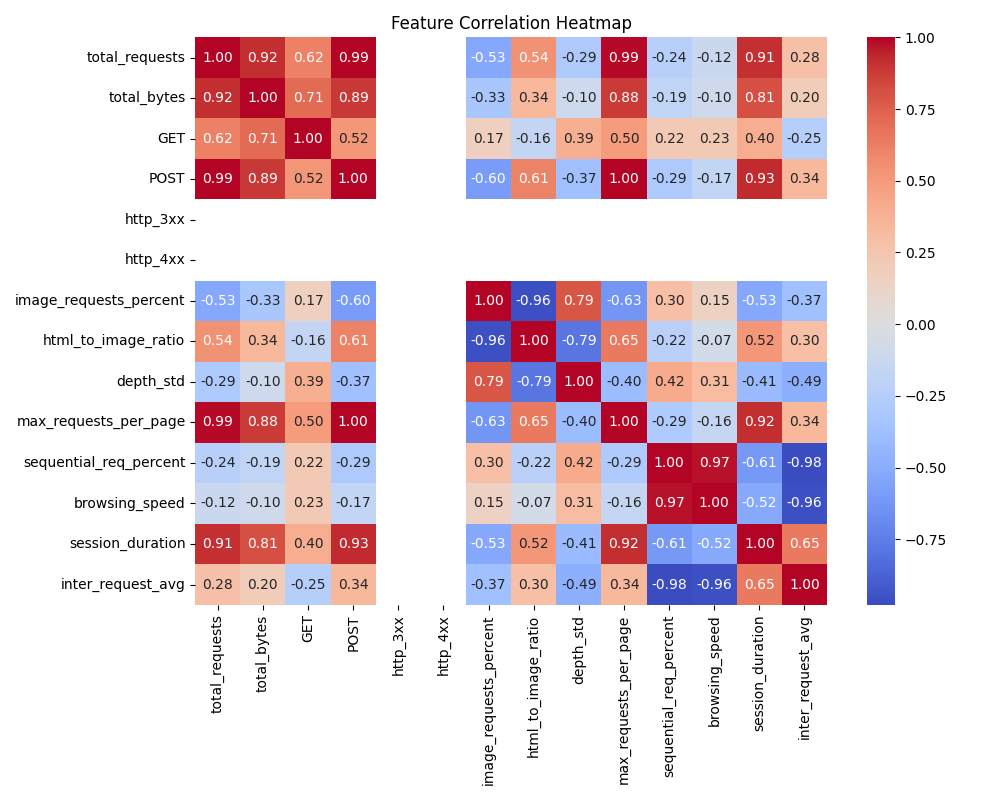 Feature Correlation Heatmap
total_requests 1.00 0.92 0.62 0.99 -0.53 0.54 -0.29 0.99 -0.24 -0.12 0.91 0.28
total_bytes 0.92 1.00 0.71 0.89 -0.33 0.34 -0.10 0.88 -0.19 -0.10 0.81 0.20
GET 0.62 0.71 1.00 0.52 0.17 -0.16 0.39 0.50 0.22 0.23 0.40 -0.25
POST 0.99 0.89 0.52 1.00 -0.60 0.61 -0.37 1.00 -0.29 -0.17 0.93 0.34
http_3xx
http_4xx
image_requests_percent -0.53 -0.33 0.17 -0.60 1.00 -0.96 0.79 -0.63 0.30 0.15 -0.53 -0.37
html_to_image_ratio 0.54 0.34 -0.16 0.61 -0.96 1.00 -0.79 0.65 -0.22 -0.07 0.52 0.30
depth_std -0.29 -0.10 0.39 -0.37 0.79 -0.79 1.00 -0.40 0.42 0.31 -0.41 -0.49
max_requests_per_page 0.99 0.88 0.50 1.00 -0.63 0.65 -0.40 1.00 -0.29 -0.16 0.92 0.34
sequential_req_percent -0.24 -0.19 0.22 -0.29 0.30 -0.22 0.42 -0.29 1.00 0.97 -0.61 -0.98
browsing_speed -0.12 -0.10 0.23 -0.17 0.15 -0.07 0.31 -0.16 0.97 1.00 -0.52 -0.96
session_duration 0.91 0.81 0.40 0.93 -0.53 0.52 -0.41 0.92 -0.61 -0.52 1.00 0.65
inter_request_avg 0.28 0.20 -0.25 0.34 -0.37 0.30 -0.49 0.34 -0.98 -0.96 0.65 1.00
total_requests
total_bytes
GET
POST
http_3xx
http_4xx
image_requests_percent
html_to_image_ratio
depth_std
max_requests_per_page
sequential_req_percent
browsing_speed
session_duration
inter_request_avg
1.00
0.75
0.50
0.25
0.00
−0.25
−0.50
−0.75